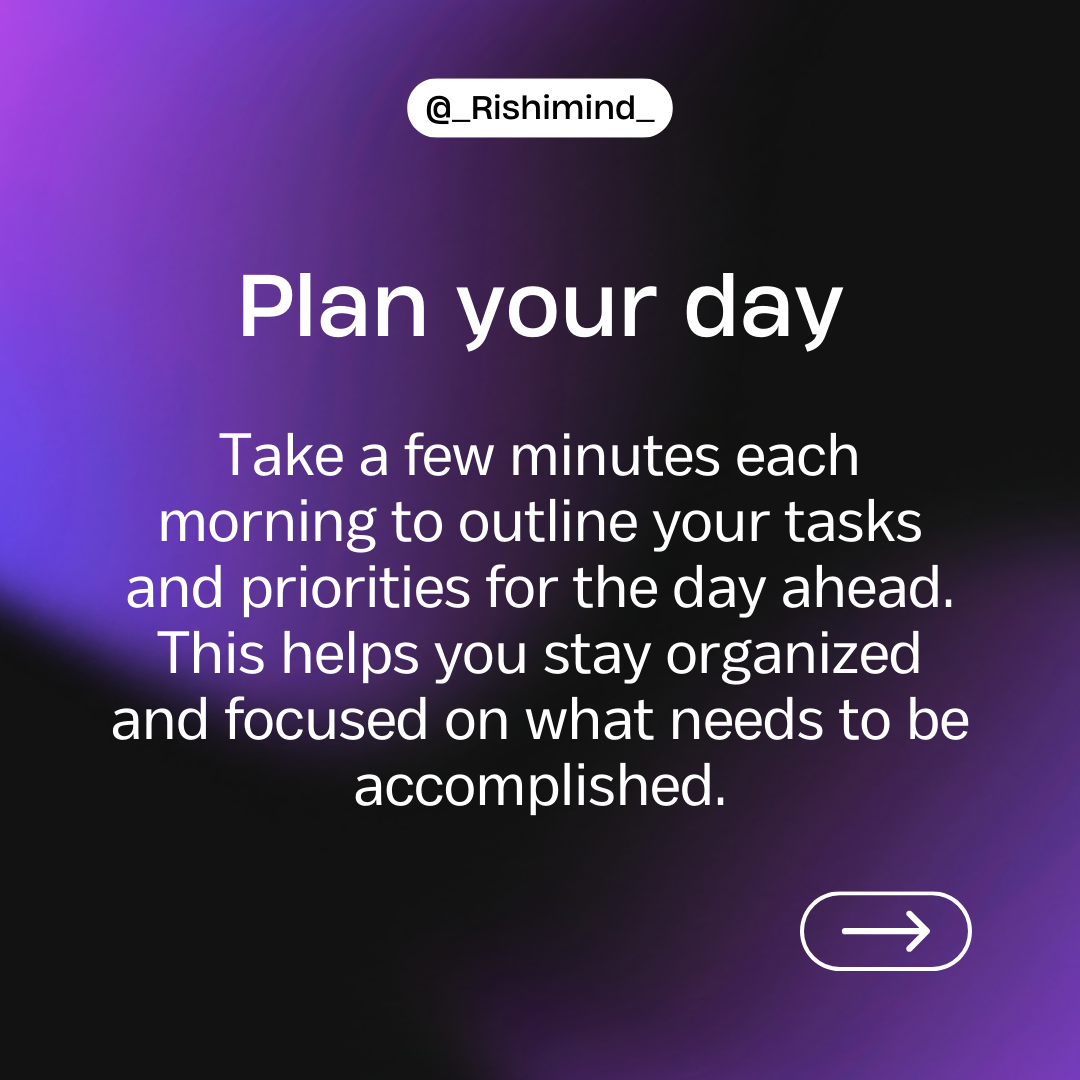 @_Rishimind_
Plan your day
Take a few minutes each
morning to outline your tasks
and priorities for the day ahead.
This helps you stay organized
and focused on what needs to be
accomplished.